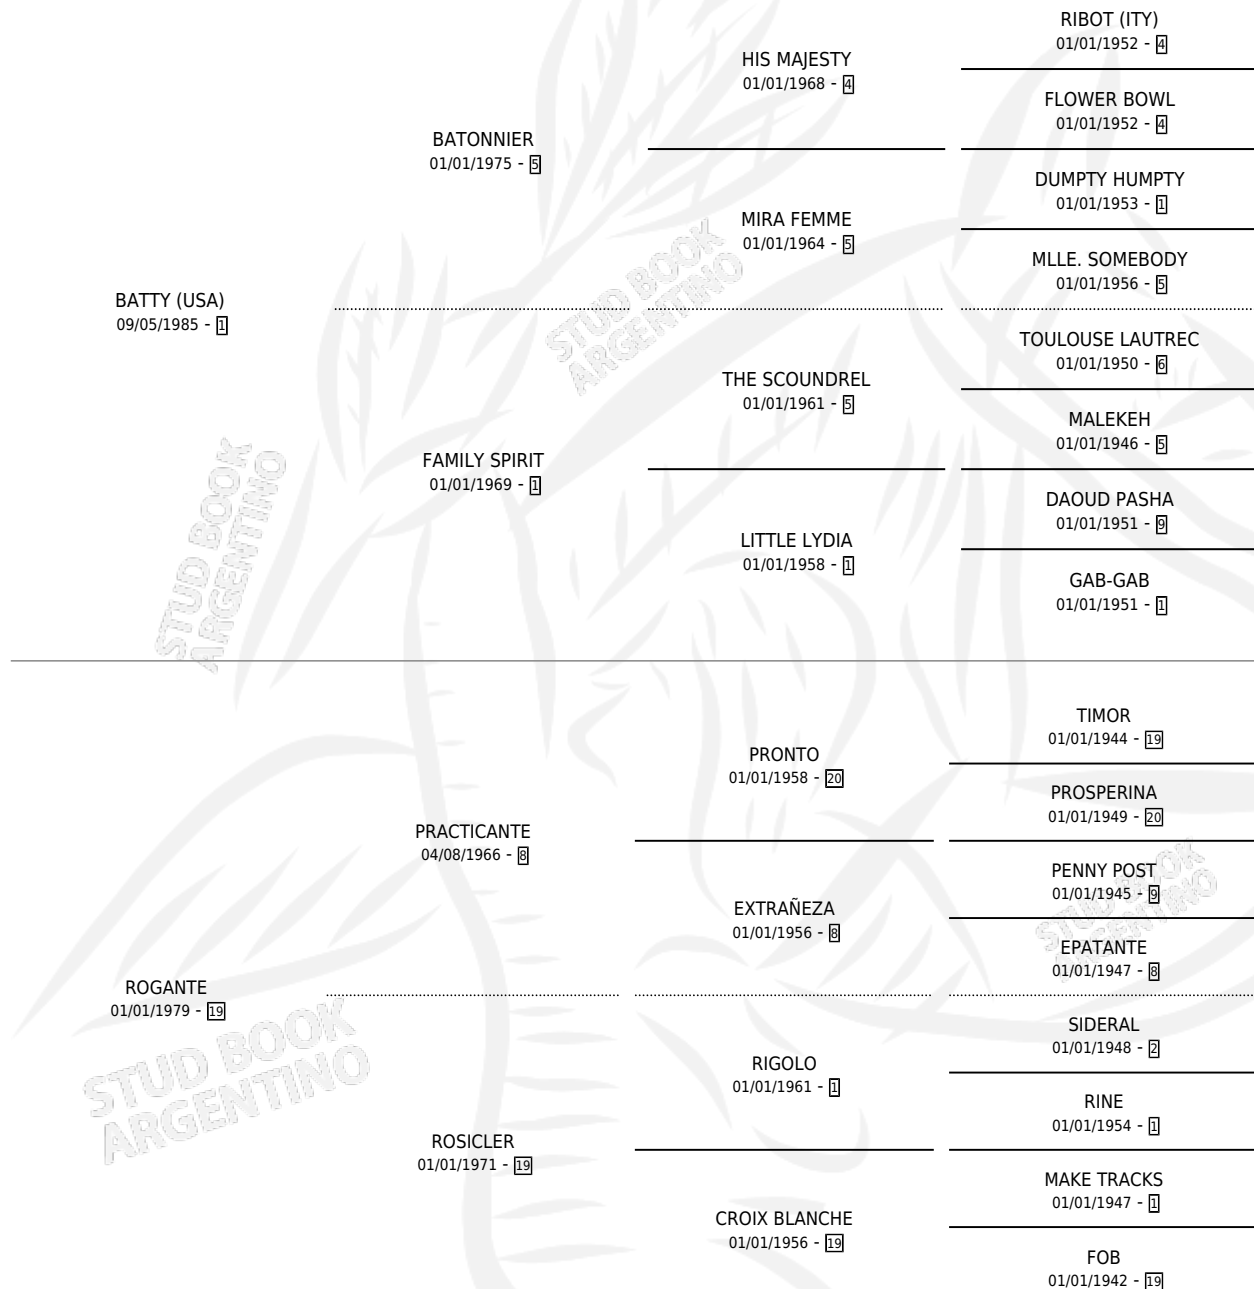 BATTY (USA)
09/05/1985 - 1
BATONNIER
01/01/1975 - 5
FAMILY SPIRIT
01/01/1969 - 1
HIS MAJESTY
01/01/1968 - 4
MIRA FEMME
01/01/1964 - 5
THE SCOUNDREL
01/01/1961 - 5
LITTLE LYDIA
01/01/1958 - 1
RIBOT (ITY)
01/01/1952 - 4
FLOWER BOWL
01/01/1952 - 4
DUMPTY HUMPTY
01/01/1953 - 1
MLLE. SOMEBODY
01/01/1956 - 5
TOULOUSE LAUTREC
01/01/1950 - 6
MALEKEH
01/01/1946 - 5
DAOUD PASHA
01/01/1951 - 9
GAB-GAB
01/01/1951 - 1
ROGANTE
01/01/1979 - 19
PRACTICANTE
04/08/1966 - 8
ROSICLER
01/01/1971 - 19
PRONTO
01/01/1958 - 20
EXTRAÑEZA
01/01/1956 - 8
RIGOLO
01/01/1961 - 1
CROIX BLANCHE
01/01/1956 - 19
TIMOR
01/01/1944 - 19
PROSPERINA
01/01/1949 - 20
PENNY POST
01/01/1945 - 9
EPATANTE
01/01/1947 - 8
SIDERAL
01/01/1948 - 2
RINE
01/01/1954 - 1
MAKE TRACKS
01/01/1947 - 1
FOB
01/01/1942 - 19
STUD BOOK
ARGENTINO
STUD BOOK
ARGENTINO
STUD BOOK
ARGENTINO
STUD BOOK
ARGENTINO